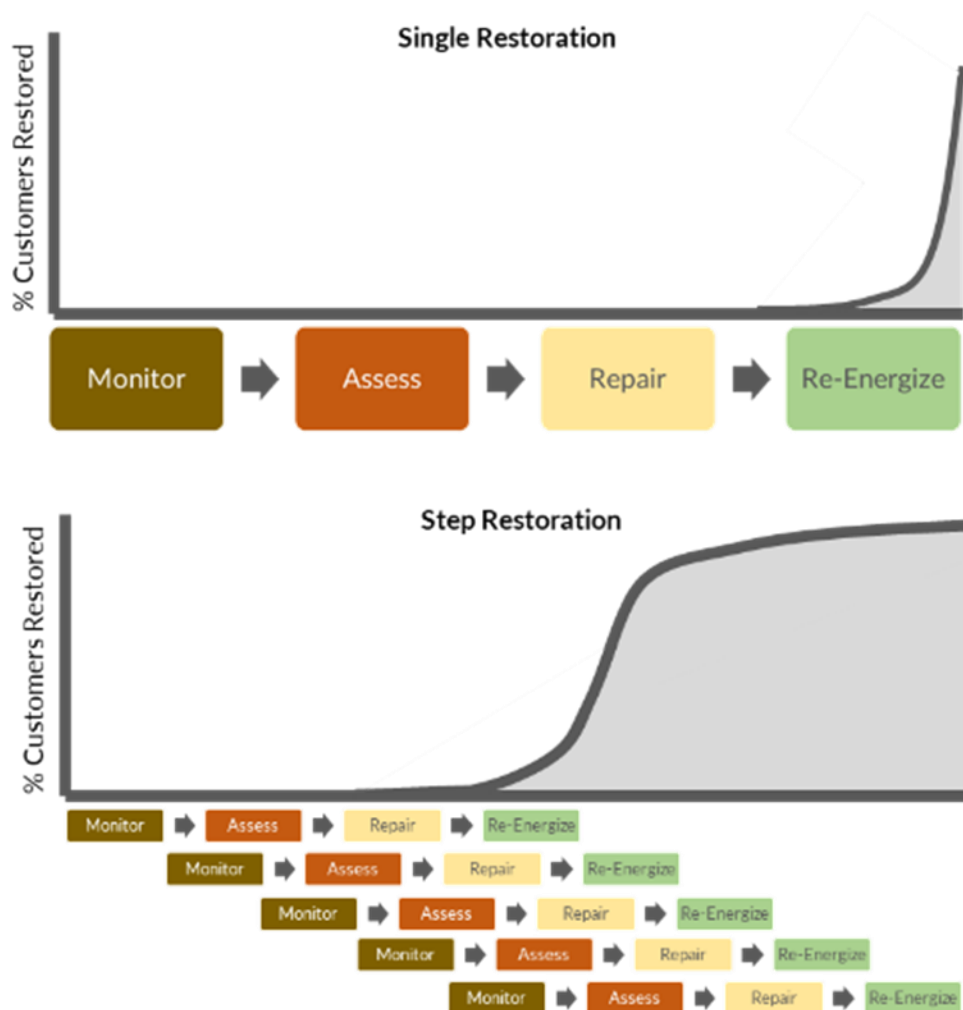 Single Restoration
% Customers Restored
Monitor Assess Repair Re-Energize
Step Restoration
% Customers Restored
Monitor Assess Repair Re-Energize
Monitor Assess Repair Re-Energize
Monitor Assess Repair Re-Energize
Monitor Assess Repair Re-Energize
Monitor Assess Repair Re-Energize